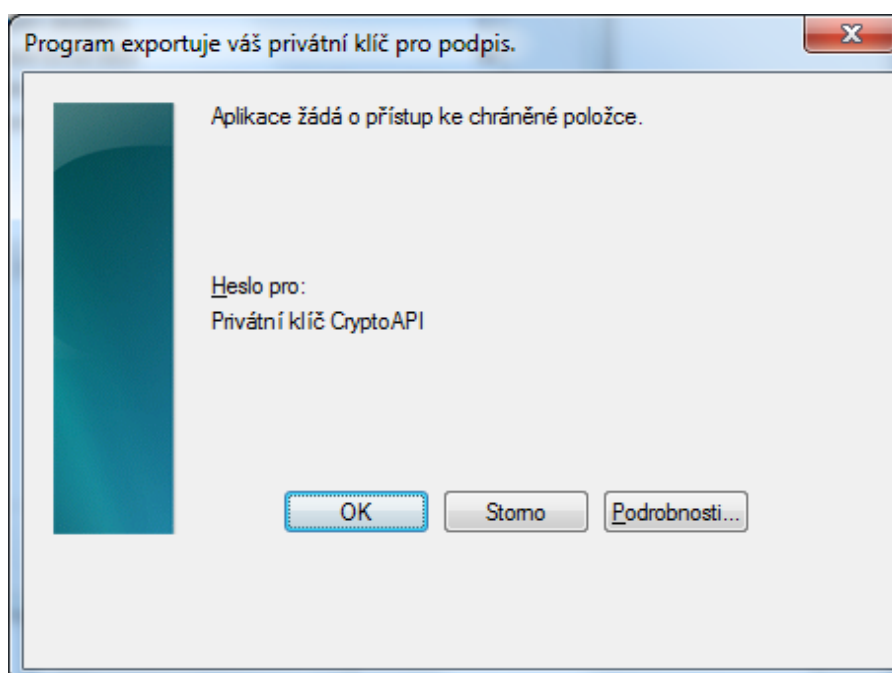 Program exportuje váš privátní klíč pro podpis.
Aplikace žádá o přístup ke chráněné položce.
Heslo pro:
Privátní klíč CryptoAPI
OK
Storno
Podrobnosti...